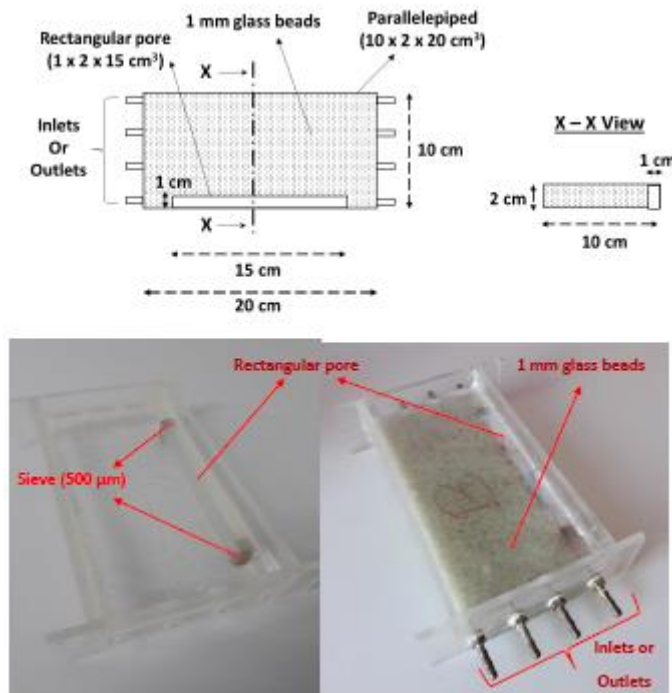 1 mm glass beads
Parallelepiped
(10 x 2 x 20 cm³)
Rectangular pore
(1 x 2 x 15 cm³)
X
Inlets
Or
Outlets
1 cm
10 cm
X
15 cm
20 cm
X – X View
1 cm
2 cm
10 cm
Rectangular pore
1 mm glass beads
Sieve (500 µm)
Inlets or
Outlets